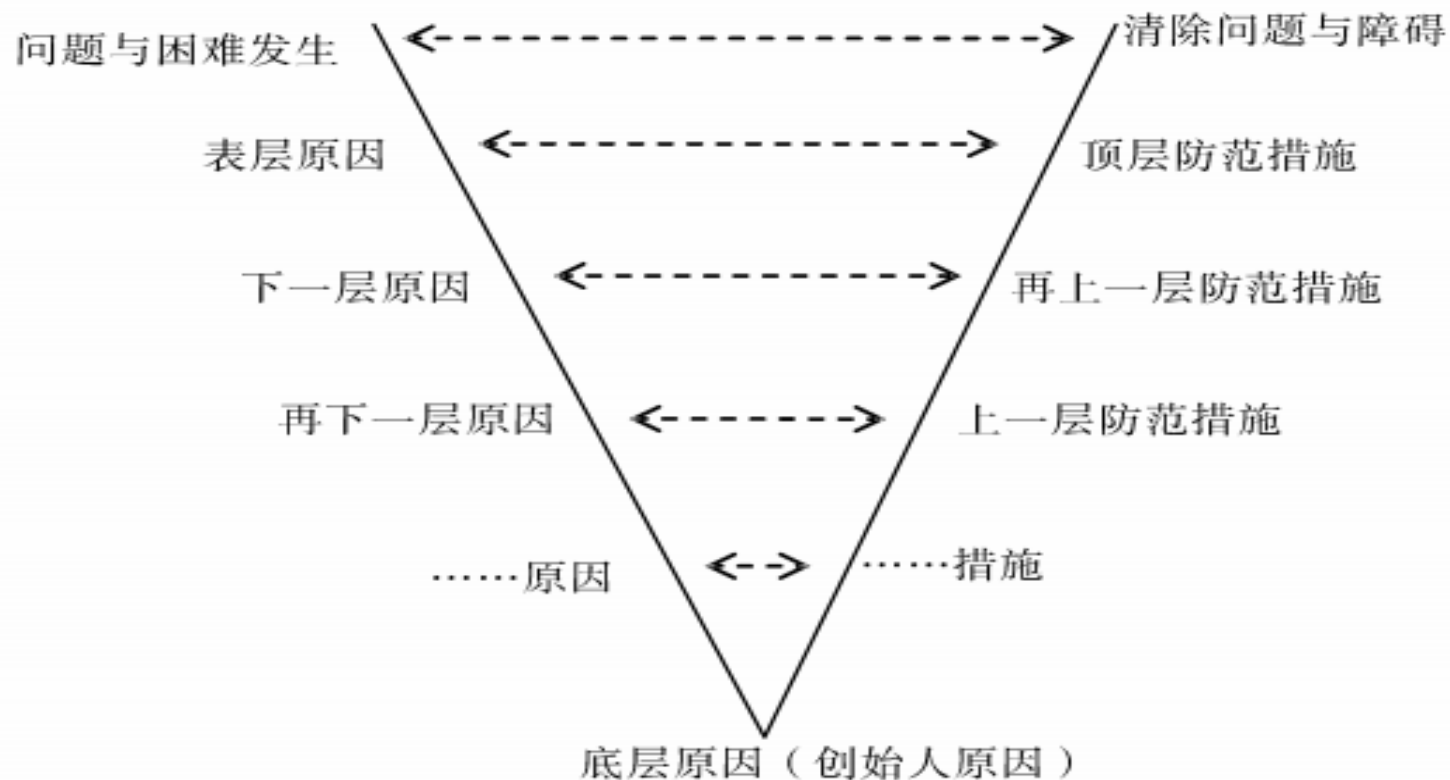 问题与困难发生
清除问题与障碍
表层原因
顶层防范措施
下一层原因
再上一层防范措施
再下一层原因
上一层防范措施
……原因
……措施
底层原因（创始人原因）